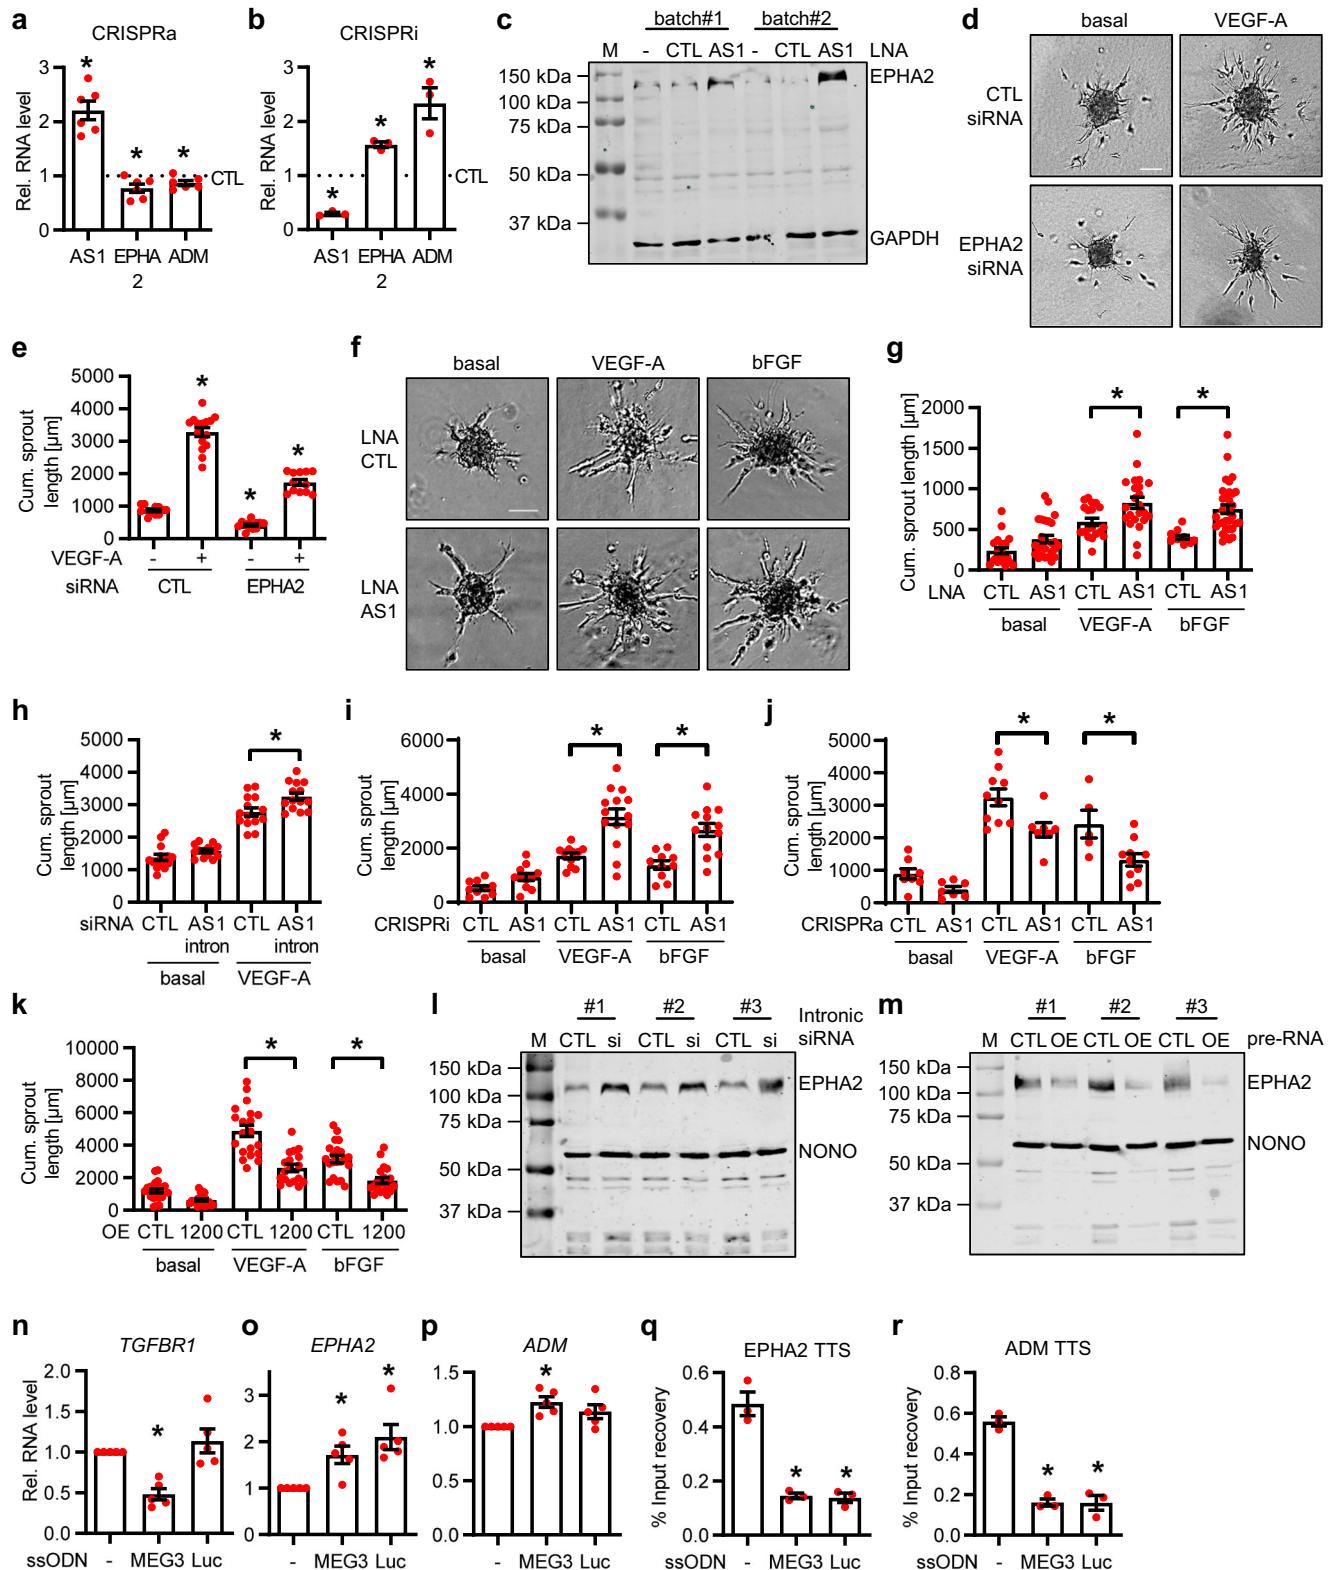 a
CRISPRa
Rel. RNA level
3
2
1
0
CTL
AS1 EPHA2 ADM
b
CRISPRi
Rel. RNA level
3
2
1
0
CTL
AS1 EPHA2 ADM
c
batch#1 batch#2
M - CTL AS1 - CTL AS1 LNA
150 kDa
100 kDa
75 kDa
50 kDa
37 kDa
EPHA2
GAPDH
d
basal VEGF-A
CTL siRNA
EPHA2 siRNA
e
Cum. sprout length [µm]
5000
4000
3000
2000
1000
0
VEGF-A - + - +
siRNA CTL EPHA2
f
basal VEGF-A bFGF
LNA CTL
LNA AS1
g
Cum. sprout length [µm]
2000
1500
1000
500
0
LNA CTL AS1 CTL AS1 CTL AS1
basal VEGF-A bFGF
h
Cum. sprout length [µm]
5000
4000
3000
2000
1000
0
siRNA CTL AS1 intron CTL AS1 intron
basal VEGF-A
i
Cum. sprout length [µm]
6000
4000
2000
0
CRISPRi CTL AS1 CTL AS1 CTL AS1
basal VEGF-A bFGF
j
Cum. sprout length [µm]
5000
4000
3000
2000
1000
0
CRISPRa CTL AS1 CTL AS1 CTL AS1
basal VEGF-A bFGF
k
Cum. sprout length [µm]
10000
8000
6000
4000
2000
0
OE CTL 1200 CTL 1200 CTL 1200
basal VEGF-A bFGF
l
#1 #2 #3 Intronic siRNA
M CTL si CTL si CTL si
150 kDa
100 kDa
75 kDa
50 kDa
37 kDa
EPHA2
NONO
m
#1 #2 #3
M CTL OE CTL OE CTL OE pre-RNA
150 kDa
100 kDa
75 kDa
50 kDa
37 kDa
EPHA2
NONO
n
TGFBR1
Rel. RNA level
2.0
1.5
1.0
0.5
0.0
ssODN - MEG3 Luc
o
EPHA2
3
2
1
0
- MEG3 Luc
p
ADM
1.5
1.0
0.5
0.0
- MEG3 Luc
q
EPHA2 TTS
% Input recovery
0.6
0.4
0.2
0.0
ssODN - MEG3 Luc
r
ADM TTS
% Input recovery
0.8
0.6
0.4
0.2
0.0
ssODN - MEG3 Luc